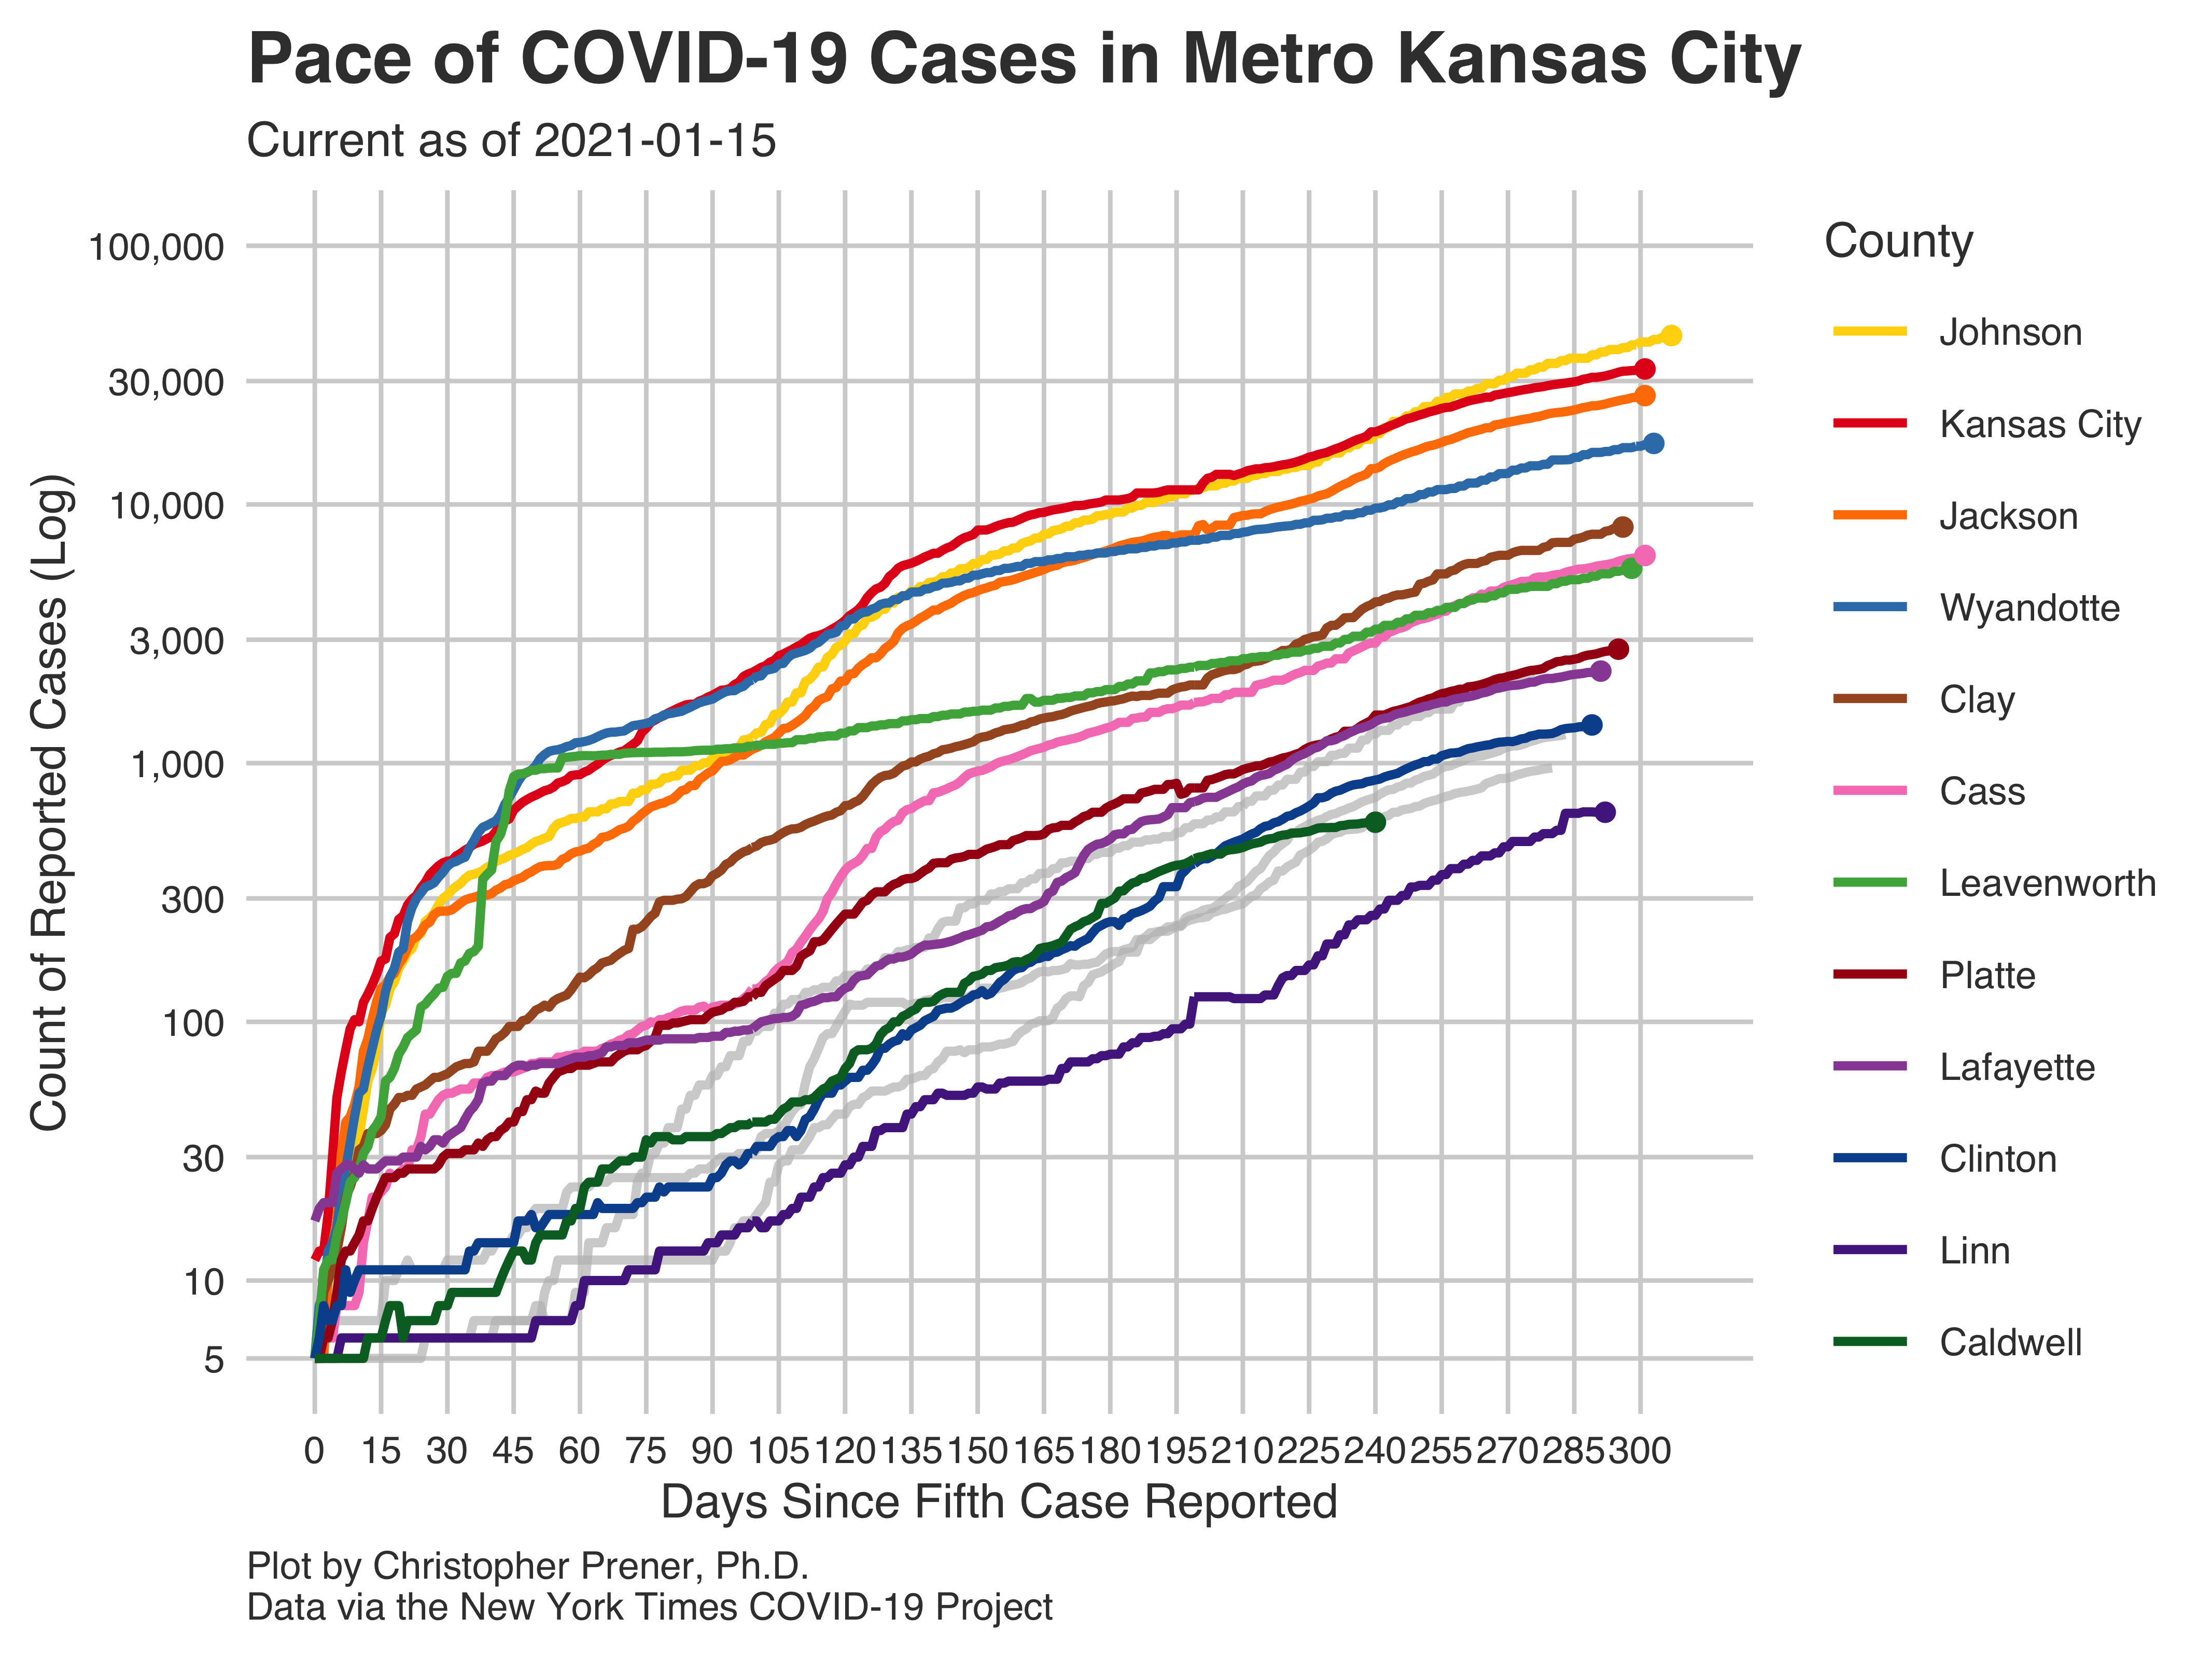 Pace of COVID-19 Cases in Metro Kansas City
Current as of 2021-01-15
Count of Reported Cases (Log)
100,000
30,000
10,000
3,000
1,000
300
100
30
10
5
0 15 30 45 60 75 90 105 120 135 150 165 180 195 210 225 240 255 270 285 300
Days Since Fifth Case Reported
County
Johnson
Kansas City
Jackson
Wyandotte
Clay
Cass
Leavenworth
Platte
Lafayette
Clinton
Linn
Caldwell
Plot by Christopher Prener, Ph.D.
Data via the New York Times COVID-19 Project